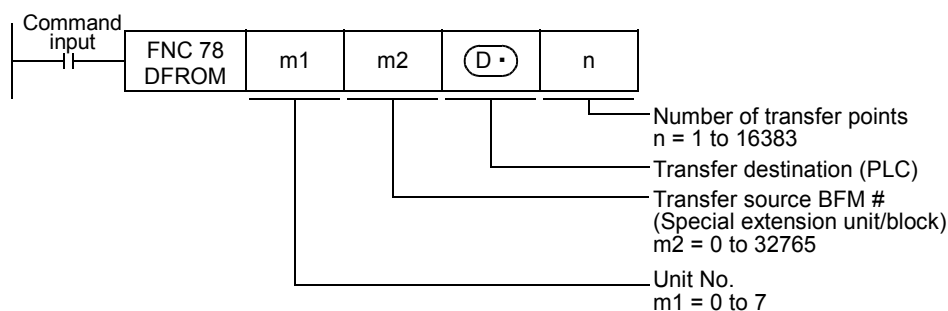 Command
input
FNC 78
DFROM
m1
m2
D •
n
Number of transfer points
n = 1 to 16383
Transfer destination (PLC)
Transfer source BFM #
(Special extension unit/block)
m2 = 0 to 32765
Unit No.
m1 = 0 to 7